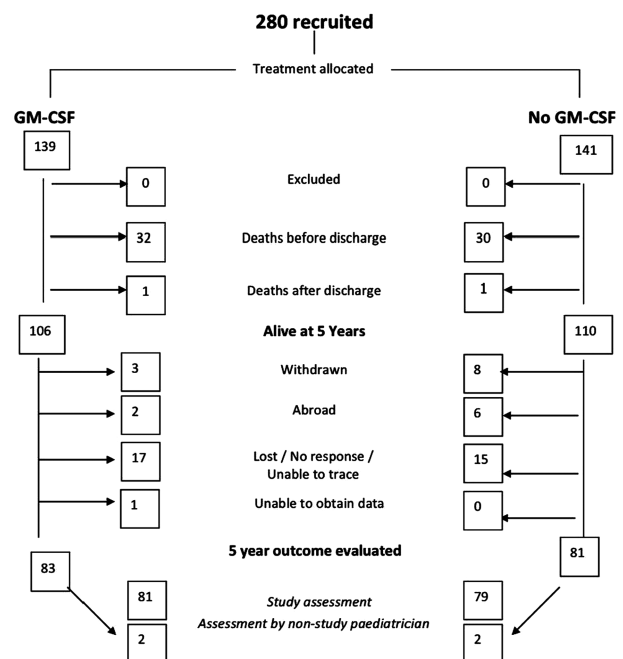 280 recruited
Treatment allocated
GM-CSF No GM-CSF
139 141
0 Excluded 0
32 Deaths before discharge 30
1 Deaths after discharge 1
106 Alive at 5 Years 110
3 Withdrawn 8
2 Abroad 6
17 Lost / No response / 15
Unable to trace
1 Unable to obtain data 0
5 year outcome evaluated
83 81
81 Study assessment 79
2 Assessment by non-study paediatrician 2